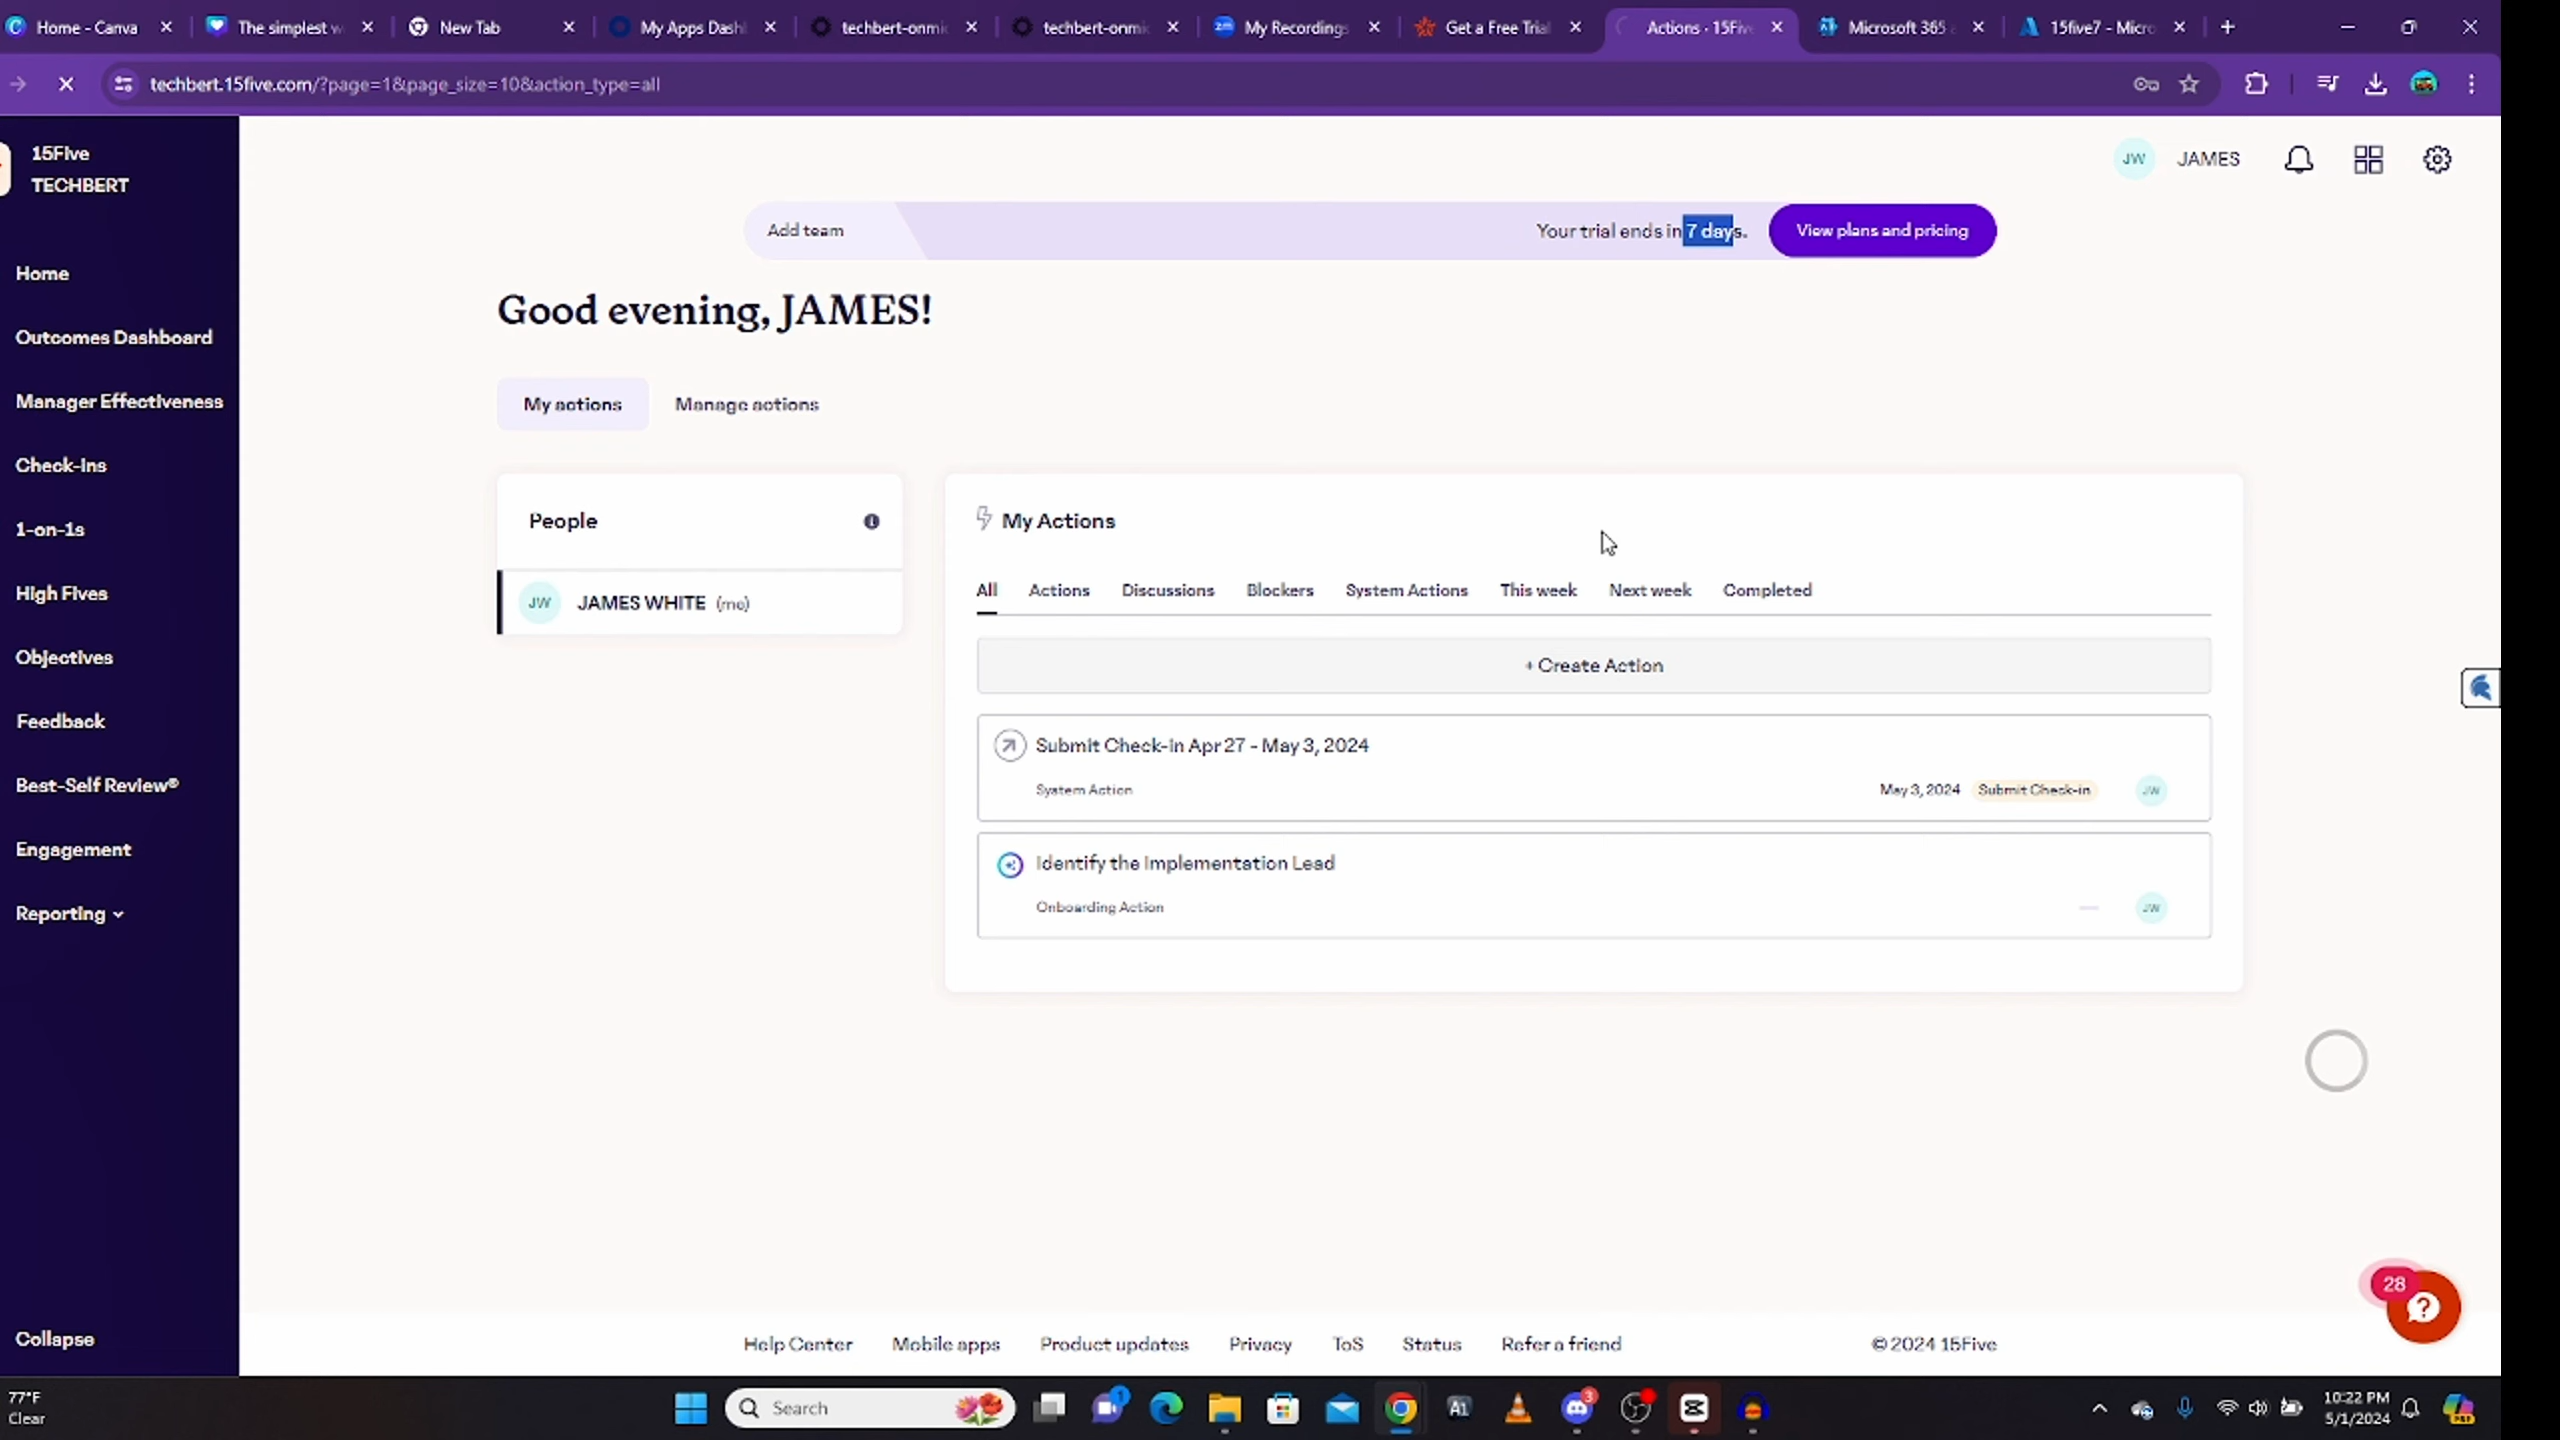 Home - Canva
The simplest w
New Tab
My Apps Dash
techbert-onmic
techbert-onmic
My Recordings
Get a Free Trial
Actions · 15Five
Microsoft 365
15five7 - Micro
techbert.15five.com/?page=1&page_size=10&action_type=all
15Five
TECHBERT
JW JAMES
Add team
Your trial ends in 7 days.
View plans and pricing
Home
Outcomes Dashboard
Manager Effectiveness
Check-ins
1-on-1s
High Fives
Objectives
Feedback
Best-Self Review®
Engagement
Reporting
Collapse
Good evening, JAMES!
My actions
Manage actions
People
JW JAMES WHITE (me)
My Actions
All Actions Discussions Blockers System Actions This week Next week Completed
+ Create Action
Submit Check-in Apr 27 - May 3, 2024
System Action
May 3, 2024 Submit Check-in JW
Identify the Implementation Lead
Onboarding Action
JW
28
Help Center Mobile apps Product updates Privacy ToS Status Refer a friend
© 2024 15Five
77°F
Clear
Search
1
A1
3
10:22 PM
5/1/2024